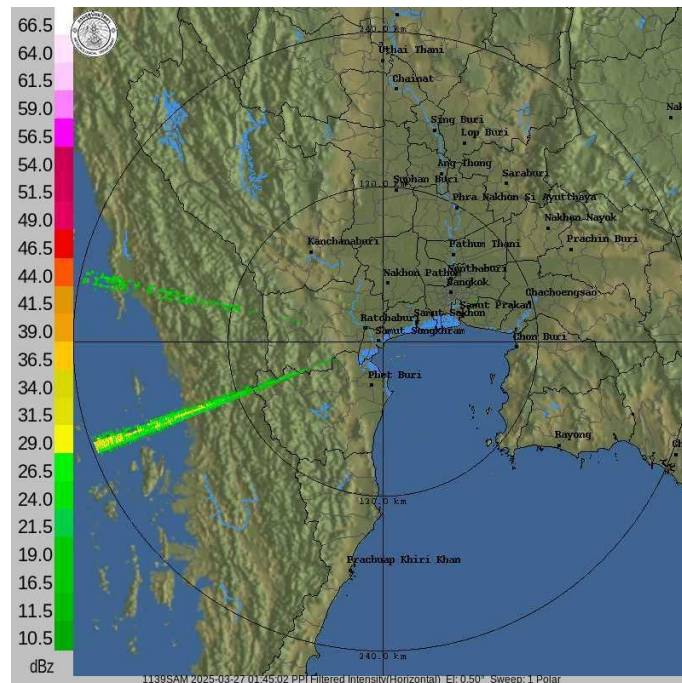 66.5
64.0
61.5
59.0
56.5
54.0
51.5
49.0
46.5
44.0
41.5
39.0
36.5
34.0
31.5
29.0
26.5
24.0
21.5
19.0
16.5
11.5
10.5
dBz
240.0 km
Uthai Thani
Chainat
Nak
Sing Buri
Lop Buri
Ang Thong
Saraburi
Suphan Buri
120.0 km
Phra Nakhon Si Ayutthaya
Nakhon Nayok
Kanchanaburi
Pathum Thani
Prachin Buri
Nonthaburi
Nakhon Pathom
Bangkok
Chachoengsao
Samut Prakan
Samut Sakhon
Ratchaburi
Samut Songkhram
Chon Buri
Phet Buri
Rayong
Ch
120.0 km
Prachuap Khiri Khan
240.0 km
1139SAM 2025-03-27 01:45:02 PPI Filtered Intensity(Horizontal) El: 0.50° Sweep: 1 Polar